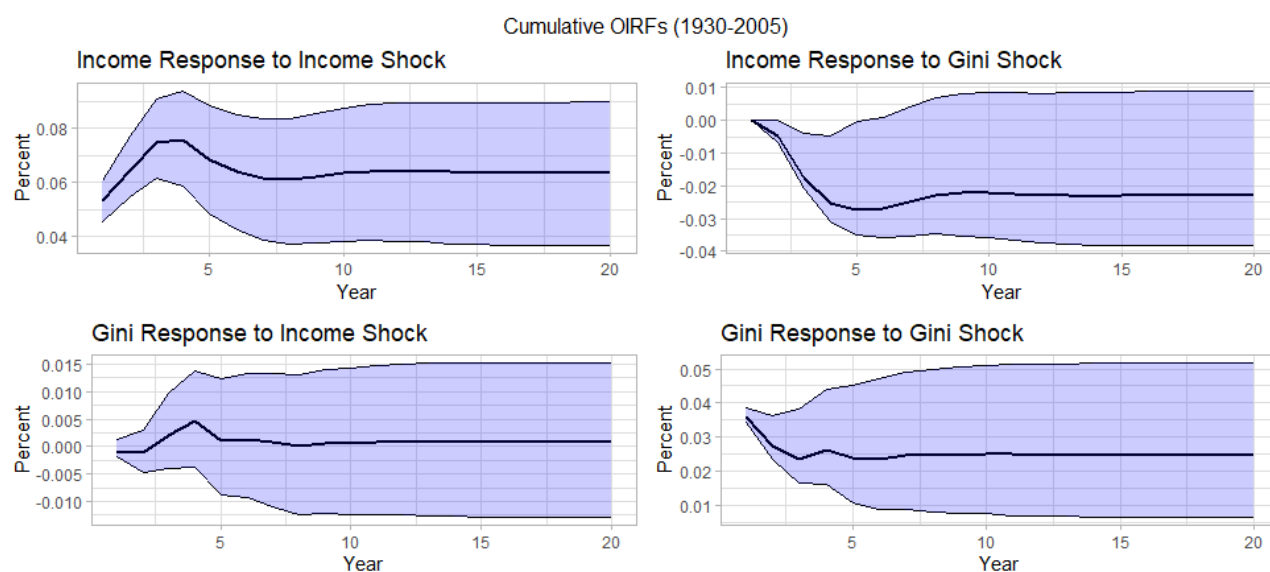 Cumulative OIRFs (1930-2005)
Income Response to Income Shock
Percent
0.08
0.06
0.04
5 10 15 20
Year
Income Response to Gini Shock
Percent
0.01
0.00
-0.01
-0.02
-0.03
-0.04
5 10 15 20
Year
Gini Response to Income Shock
Percent
0.015
0.010
0.005
0.000
-0.005
-0.010
5 10 15 20
Year
Gini Response to Gini Shock
Percent
0.05
0.04
0.03
0.02
0.01
5 10 15 20
Year